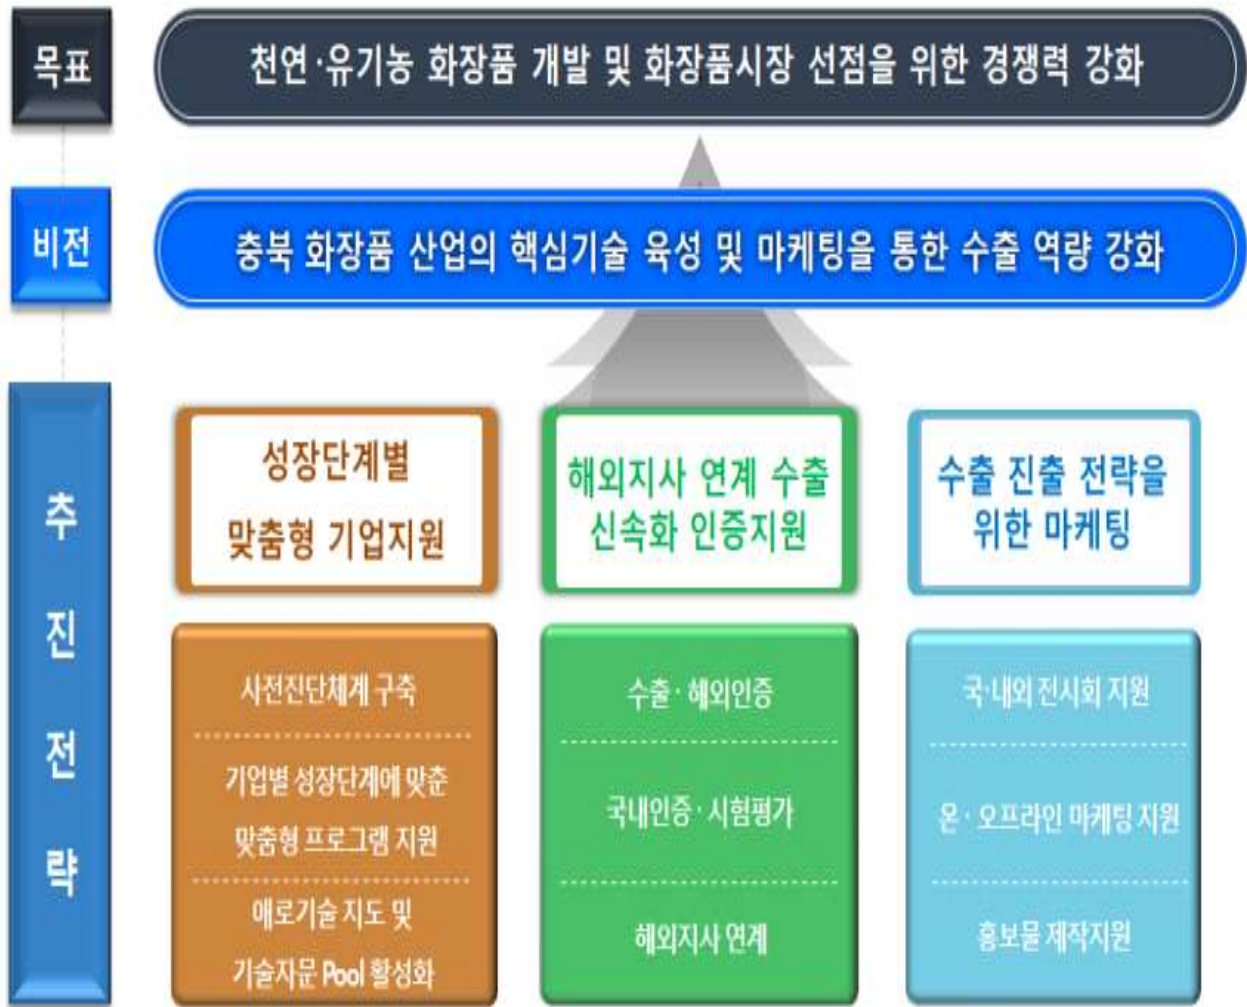 목표
천연·유기농 화장품 개발 및 화장품시장 선점을 위한 경쟁력 강화
비전
충북 화장품 산업의 핵심기술 육성 및 마케팅을 통한 수출 역량 강화
추
진
전
략
성장단계별
맞춤형 기업지원
사전진단체계 구축
기업별 성장단계에 맞춘
맞춤형 프로그램 지원
애로기술 지도 및
기술자문 Pool 활성화
해외지사 연계 수출
신속화 인증지원
수출·해외인증
국내인증·시험평가
해외지사 연계
수출 진출 전략을
위한 마케팅
국·내외 전시회 지원
온·오프라인 마케팅 지원
홍보물 제작지원